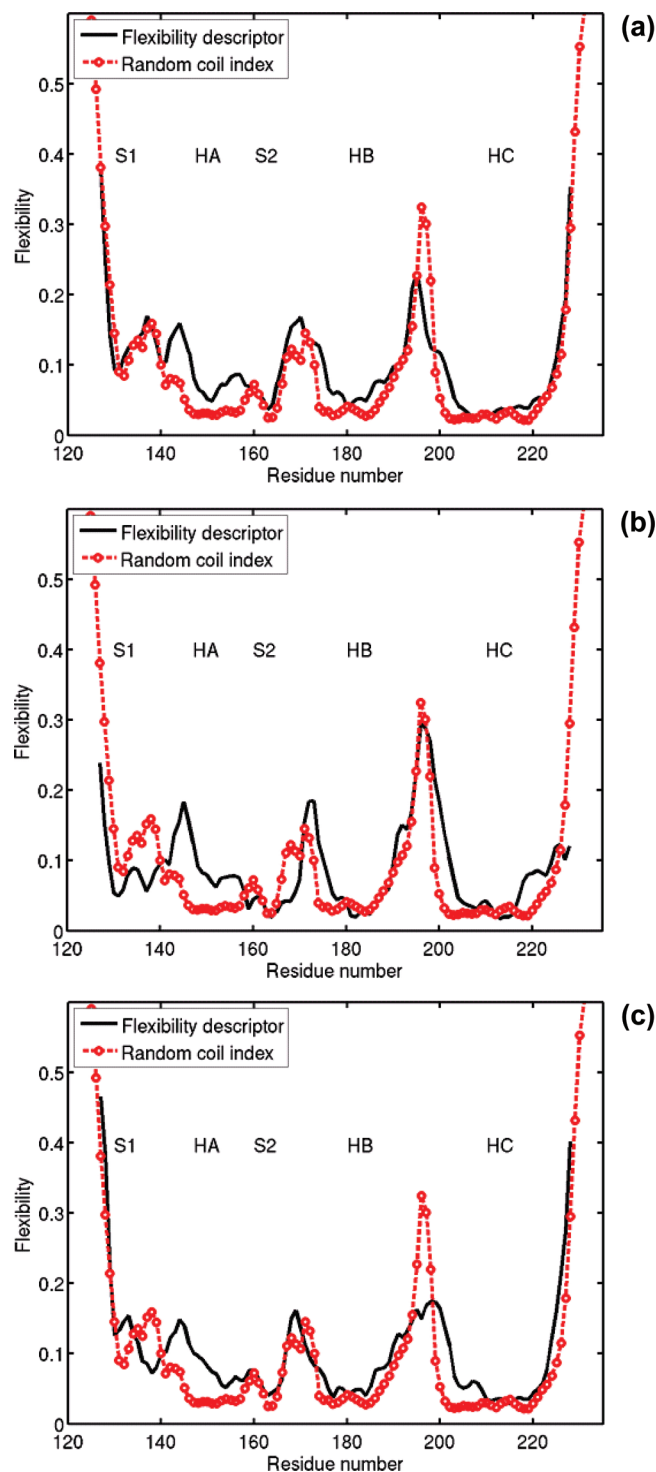 (a)
Flexibility descriptor
Random coil index
S1 HA S2 HB HC
Flexibility
0.5
0.4
0.3
0.2
0.1
0
120 140 160 180 200 220
Residue number
(b)
Flexibility descriptor
Random coil index
S1 HA S2 HB HC
Flexibility
0.5
0.4
0.3
0.2
0.1
0
120 140 160 180 200 220
Residue number
(c)
Flexibility descriptor
Random coil index
S1 HA S2 HB HC
Flexibility
0.5
0.4
0.3
0.2
0.1
0
120 140 160 180 200 220
Residue number